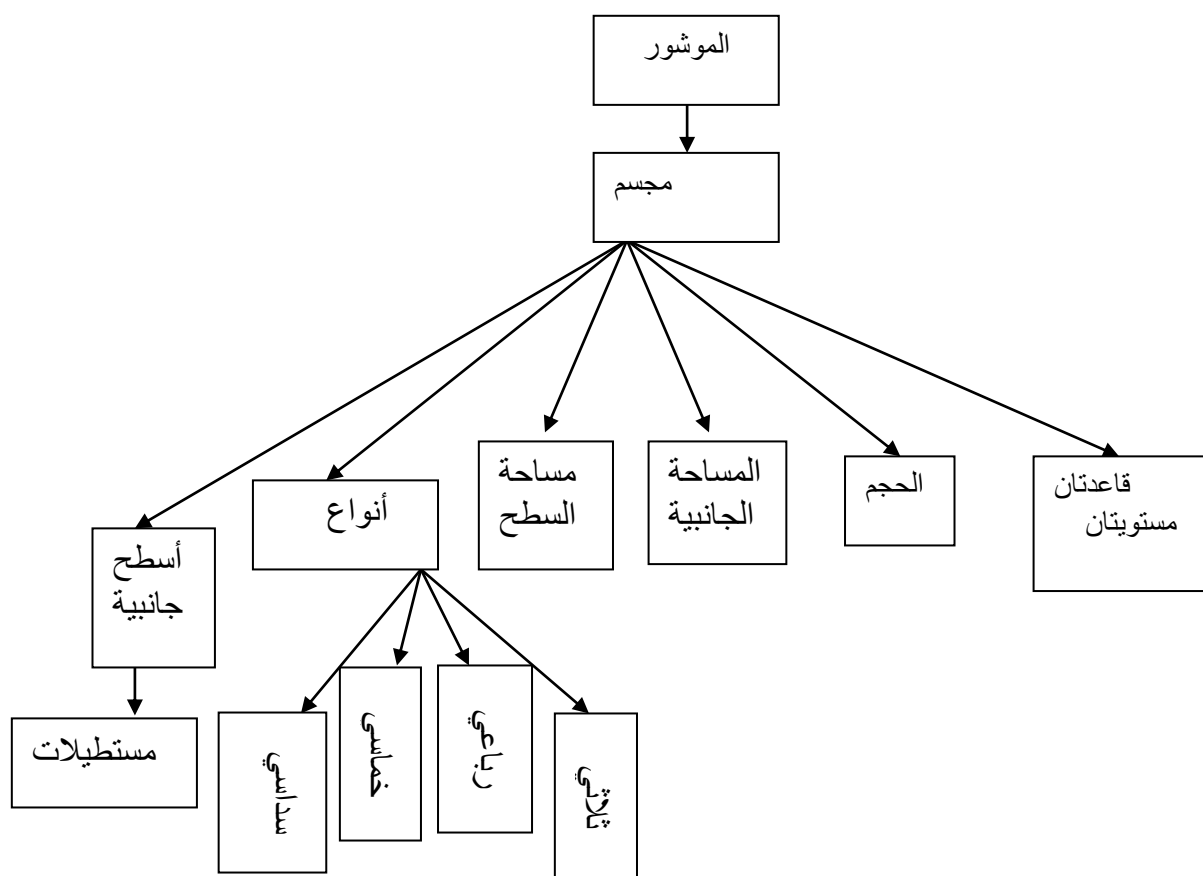 الموشور
مجسم
قاعدتان
مستويتان
الحجم
المساحة
الجانبية
مساحة
السطح
أنواع
أسطح
جانبية
ثلاثي
رباعي
خماسي
سداسي
مستطيلات